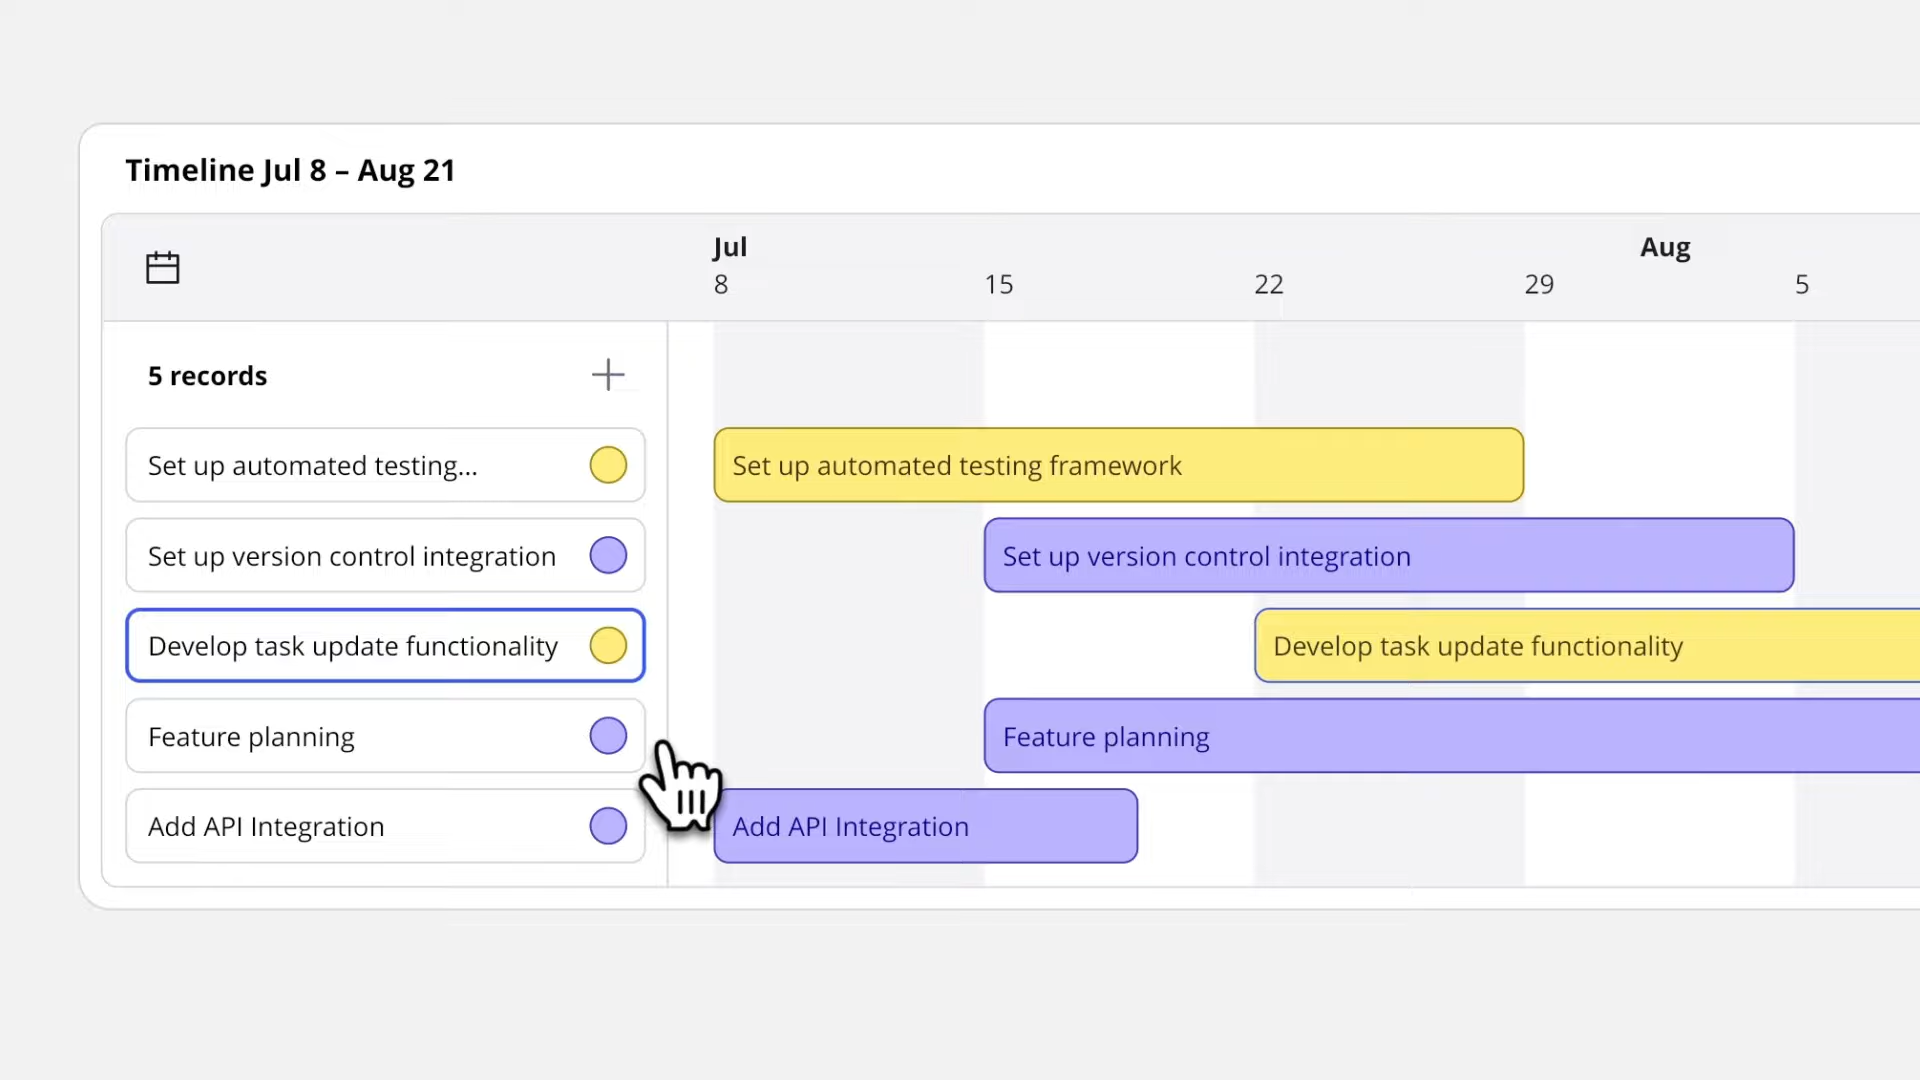 Timeline Jul 8 – Aug 21
Jul
Aug
8
15
22
29
5
5 records
Set up automated testing...
Set up automated testing framework
Set up version control integration
Set up version control integration
Develop task update functionality
Develop task update functionality
Feature planning
Feature planning
Add API Integration
Add API Integration